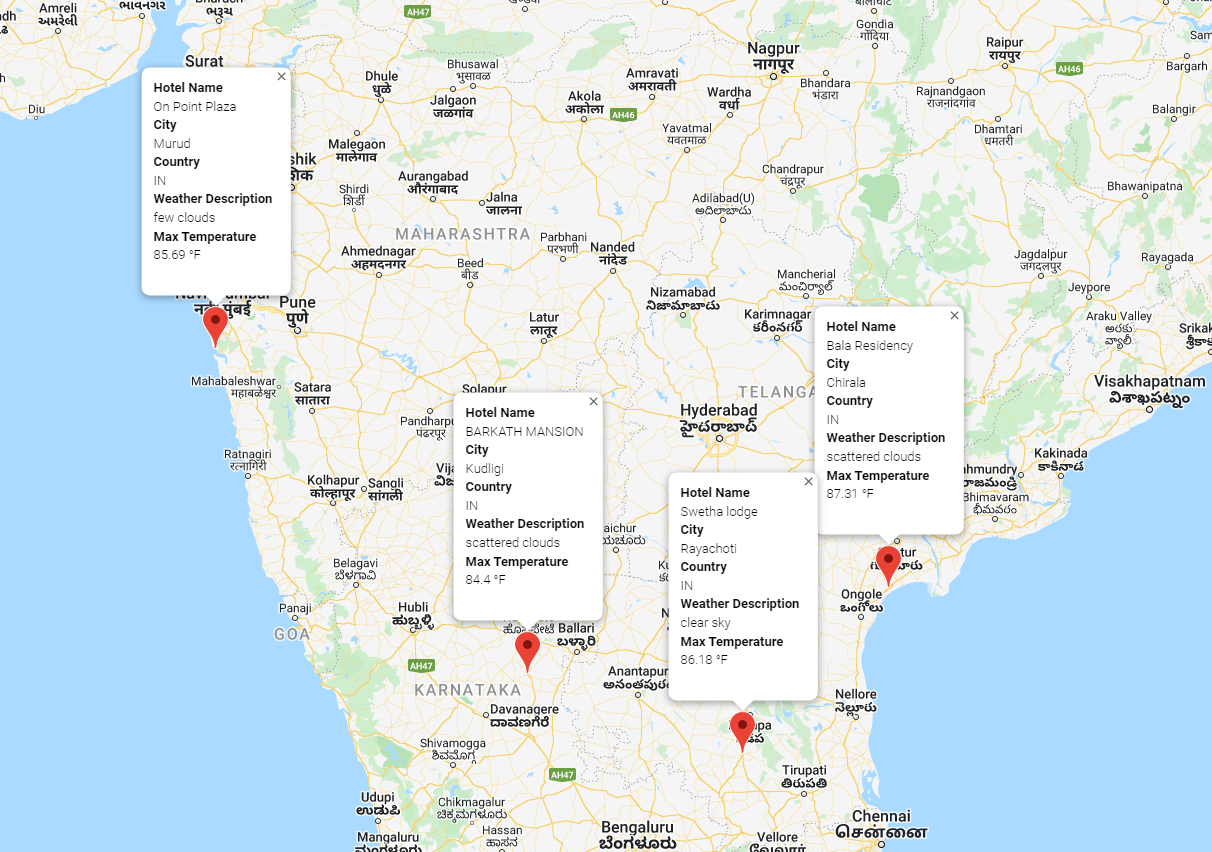 Amreli
અમરેલી
ભાવનગર
Bharuch
ભરૂચ
AH47
Gondia
गोंदिया
Raipur
रायपुर
Nagpur
नागपूर
Surat
Bhusawal
भुसावळ
Dhule
धुळे
Amravati
अमरावती
Bhandara
भंडारा
AH46
Bargarh
Wardha
वर्धा
Rajnandgaon
राजनांदगांव
Jalgaon
जळगाव
Akola
अकोला
AH46
Diu
Balangir
Yavatmal
यवतमाळ
Dhamtari
धमतरी
Malegaon
मालेगाव
Chandrapur
चंद्रपूर
Aurangabad
औरंगाबाद
Shirdi
शिर्डी
Jalna
जालना
Bhawanipatna
Adilabad(U)
ఆదిలాబాదు
MAHARASHTRA
Parbhani
परभणी
Nanded
नांदेड
Ahmednagar
अहमदनगर
Beed
बीड
Jagdalpur
जगदलपुर
Rayagada
Mancherial
మంచిర్యాల్
Jeypore
Nizamabad
నిజామాబాదు
Pune
पुणे
Latur
लातूर
Karimnagar
కరీంనగర్
Araku Valley
అరకు
వ్యాలీ
Mahabaleshwar
महाबळेश्वर
Satara
सातारा
Solapur
TELANGA
Visakhapatnam
విశాఖపట్నం
Hyderabad
హైదరాబాద్
Pandharpur
पंढरपूर
Ratnagiri
रत्नागिरी
Kakinada
కాకినాడ
Kolhapur
कोल्हापूर
Sangli
सांगली
Bhimavaram
భీమవరం
Belagavi
ಬೆಳಗಾವಿ
Ongole
ఒంగోలు
Panaji
GOA
Hubli
ಹುಬ್ಬಳ್ಳಿ
Ballari
ಬಳ್ಳಾರಿ
AH47
KARNATAKA
Anantapur
Nellore
నెల్లూరు
Davanagere
ದಾವಣಗೆರೆ
Shivamogga
ಶಿವಮೊಗ್ಗ
AH47
Tirupati
తిరుపతి
Udupi
ಉಡುಪಿ
Chikmagalur
ಚಿಕ್ಕಮಗಳೂರು
Chennai
சென்னை
Hassan
ಹಾಸನ
Mangaluru
Bengaluru
ಬೆಂಗಳೂರು
Vellore
Hotel Name
On Point Plaza
City
Murud
Country
IN
Weather Description
few clouds
Max Temperature
85.69 °F
Hotel Name
BARKATH MANSION
City
Kudligi
Country
IN
Weather Description
scattered clouds
Max Temperature
84.4 °F
Hotel Name
Swetha lodge
City
Rayachoti
Country
IN
Weather Description
clear sky
Max Temperature
86.18 °F
Hotel Name
Bala Residency
City
Chirala
Country
IN
Weather Description
scattered clouds
Max Temperature
87.31 °F